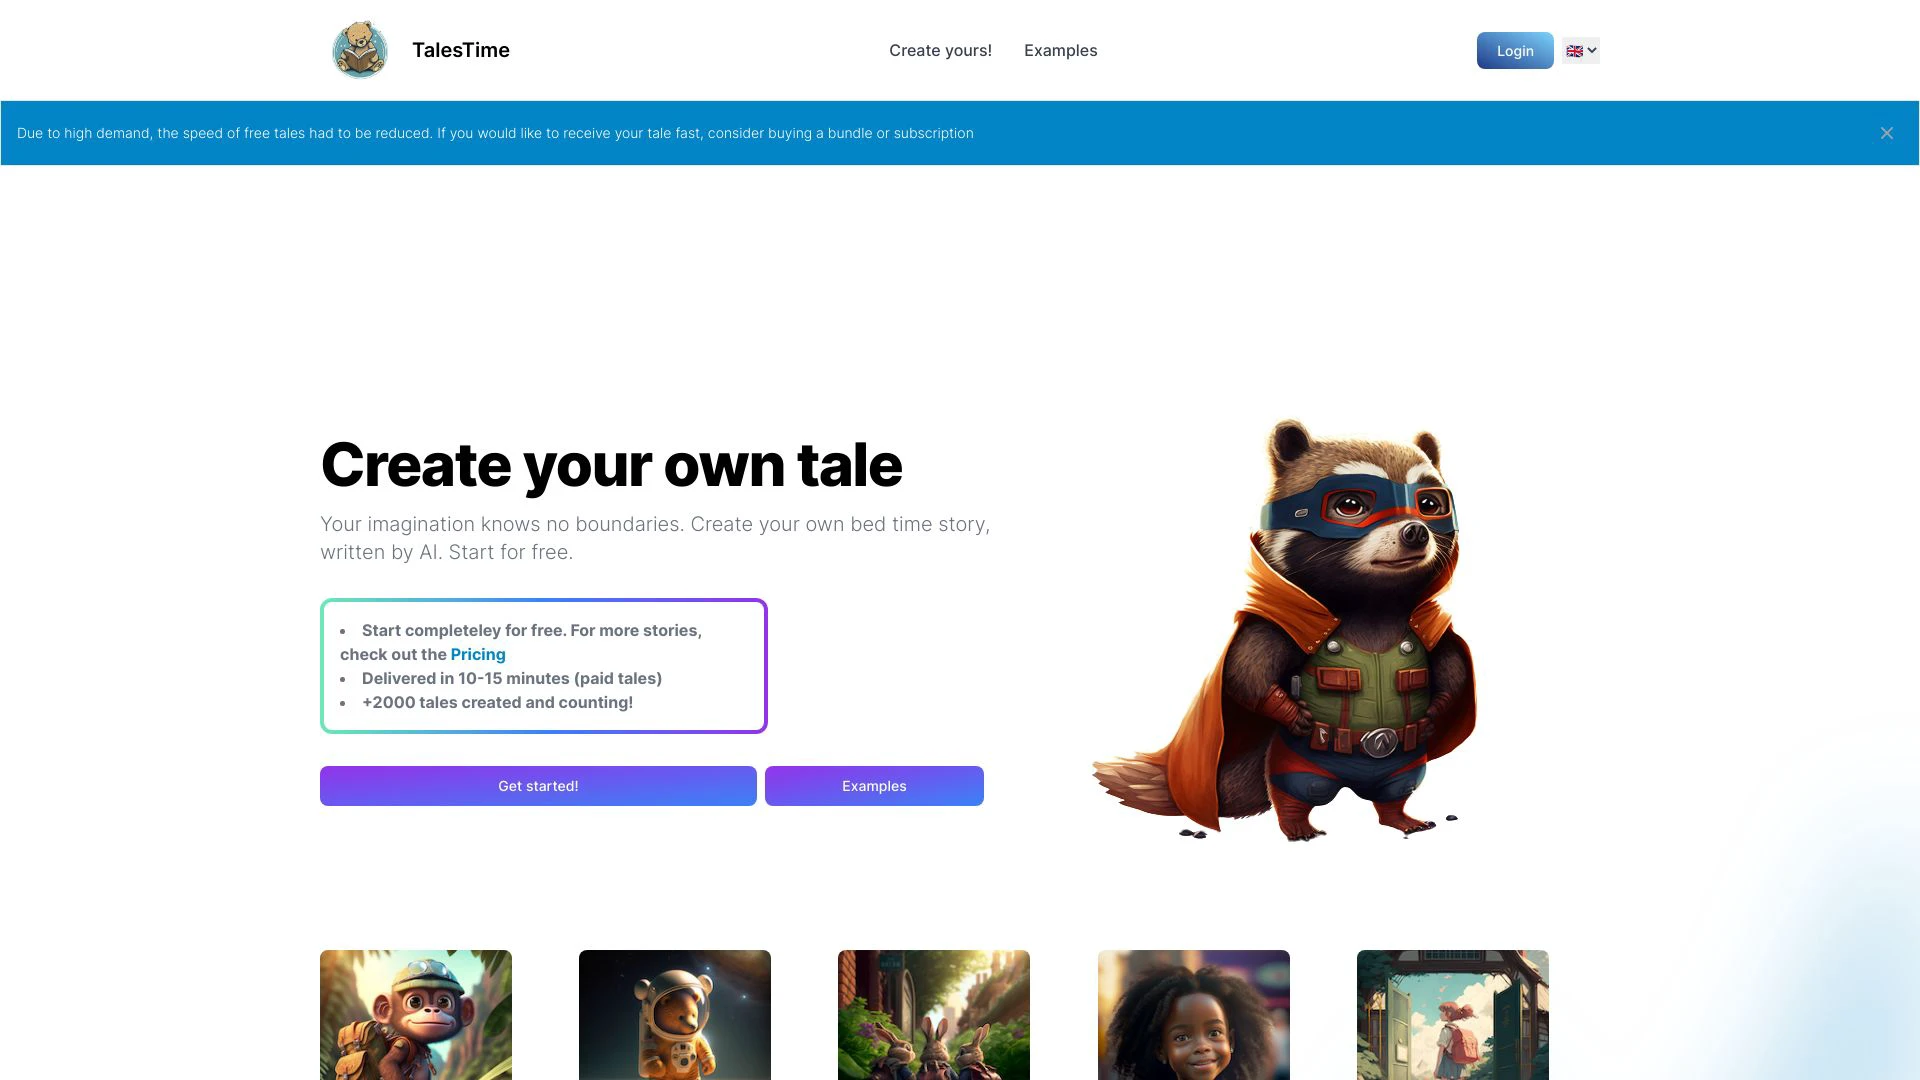 TalesTime
Create yours!
Examples
Login
Due to high demand, the speed of free tales had to be reduced. If you would like to receive your tale fast, consider buying a bundle or subscription
Create your own tale
Your imagination knows no boundaries. Create your own bed time story,
written by AI. Start for free.
• Start completeley for free. For more stories,
check out the Pricing
• Delivered in 10-15 minutes (paid tales)
• +2000 tales created and counting!
Get started!
Examples